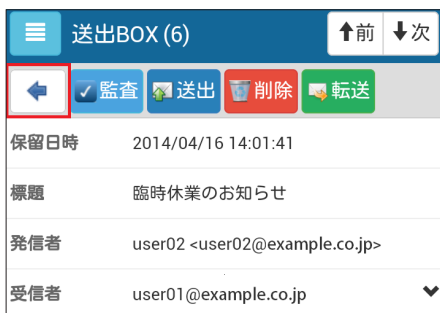 送出BOX (6) 前 次
監査 送出 削除 転送
保留日時 2014/04/16 14:01:41
標題 臨時休業のお知らせ
発信者 user02 <user02@example.co.jp>
受信者 user01@example.co.jp